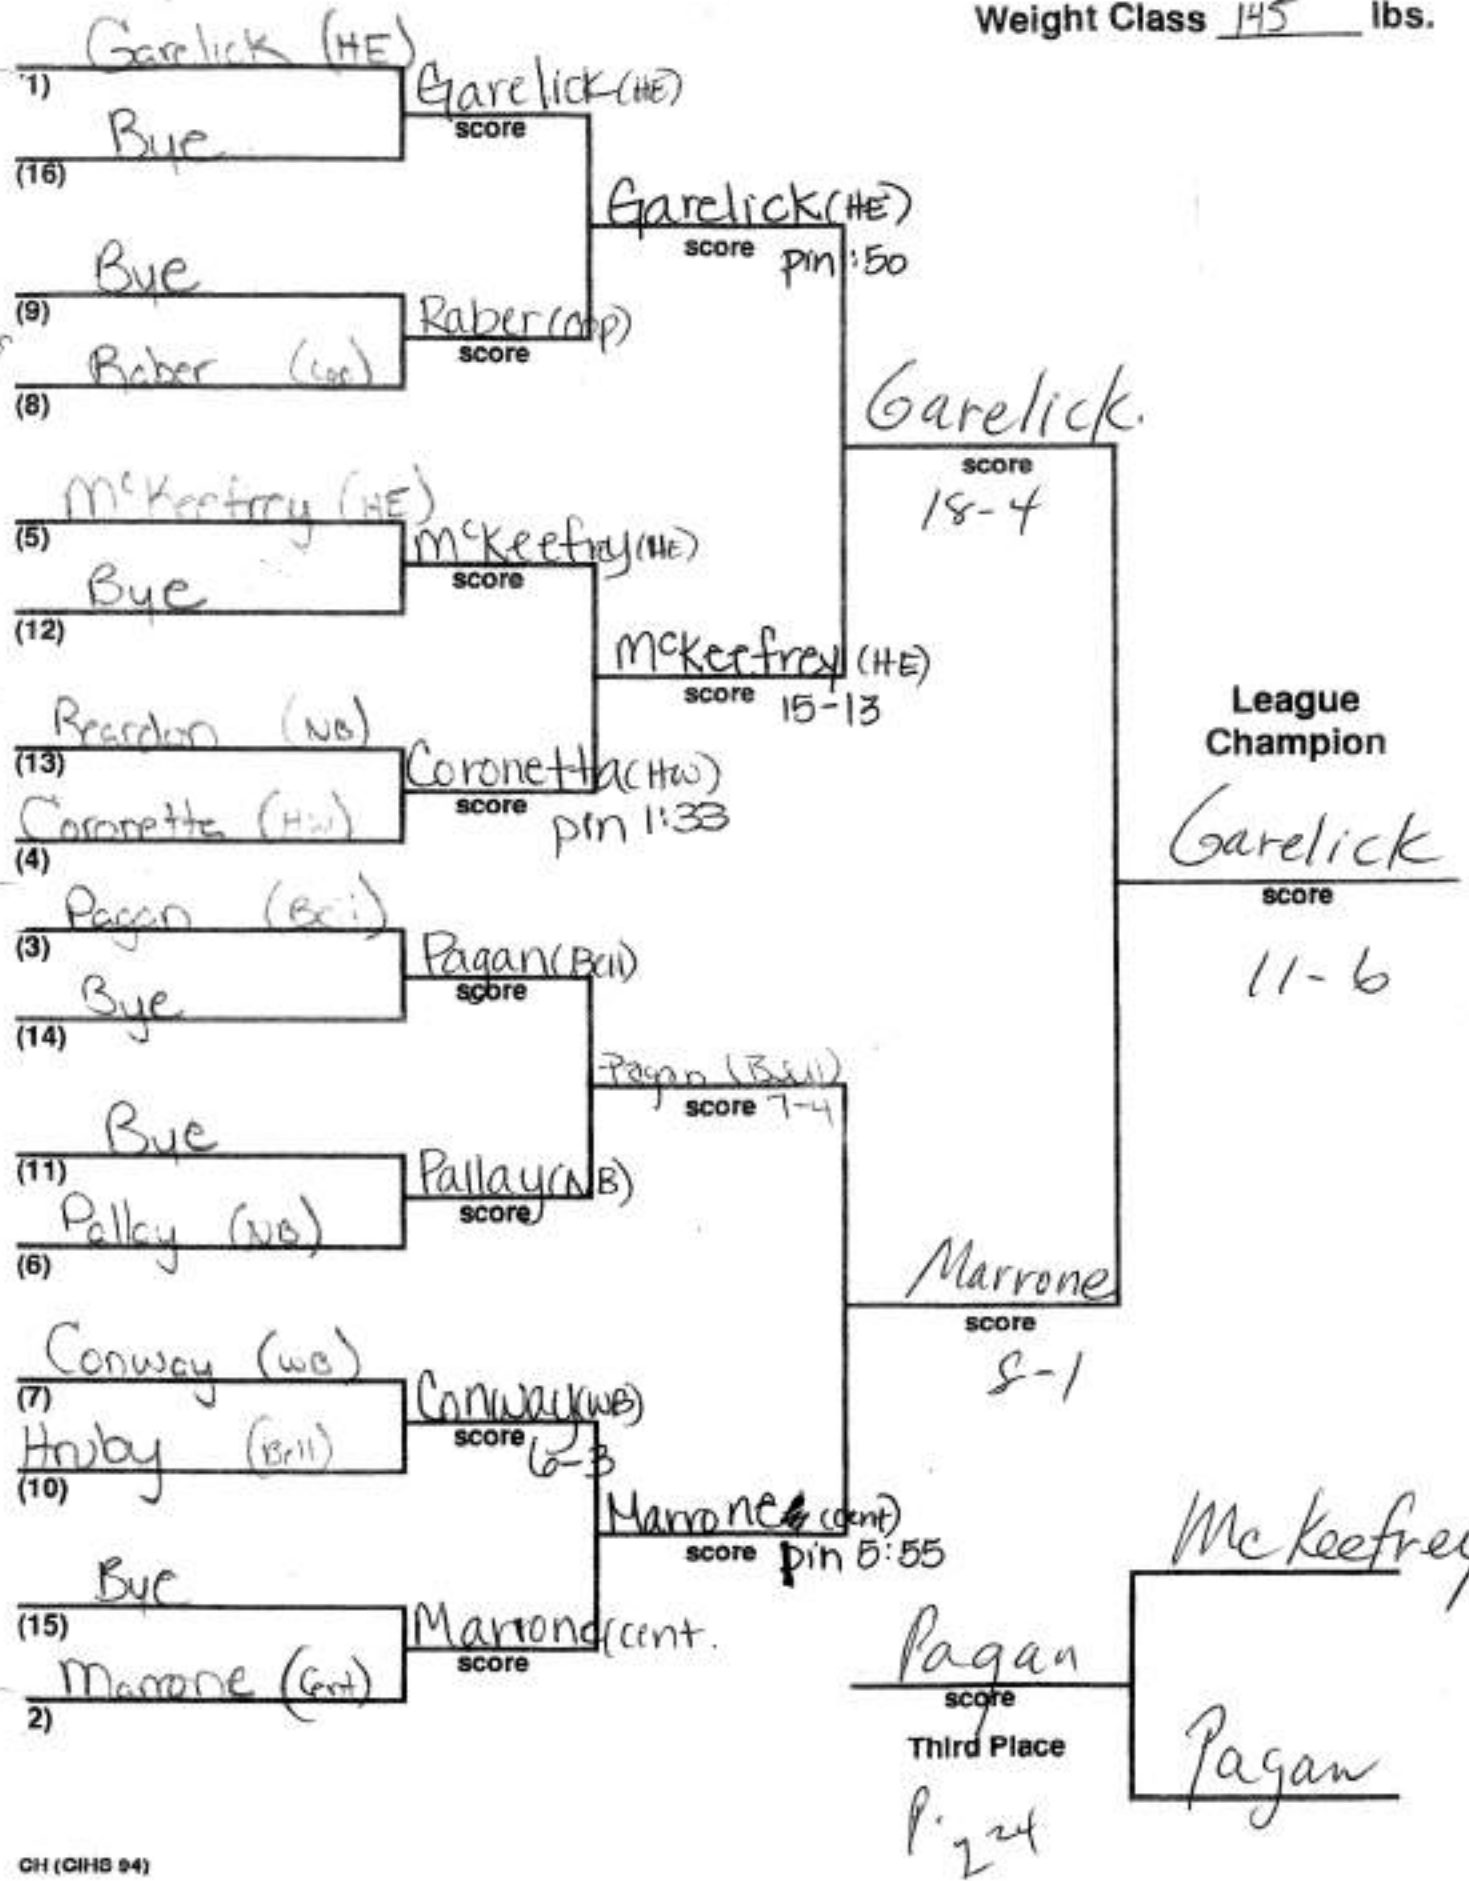 Weight Class 145 lbs.
Garelick (HE)
1)
Bye
(16)
Garelick (HE)
score
Bye
(9)
Raber
(8)
Raber
score
Garelick (HE)
score pin :50
McKeefrey (HE)
(5)
Bye
(12)
McKeefrey (HE)
score
Reardon (NB)
(13)
Coronetta (HW)
(4)
Coronetta (HW)
score pin 1:33
McKeefrey (HE)
score 15-13
Garelick.
score
18-4
Pagan
(3)
Bye
(14)
Pagan (Bell)
score
Bye
(11)
Pallay (NB)
(6)
Pallay (NB)
score
Pagan (Bell)
score 7-4
Conway (WB)
(7)
Hruby (Bell)
(10)
Conway (WB)
score 6-3
Bye
(15)
Marrone (Cent)
2)
Marrone (cent.
score
Marrone (cent)
score pin 5:55
Marrone
score
8-1
League
Champion
Garelick
score
11-6
McKeefrey
Pagan
Pagan
score
Third Place
CH (CIHS 94)